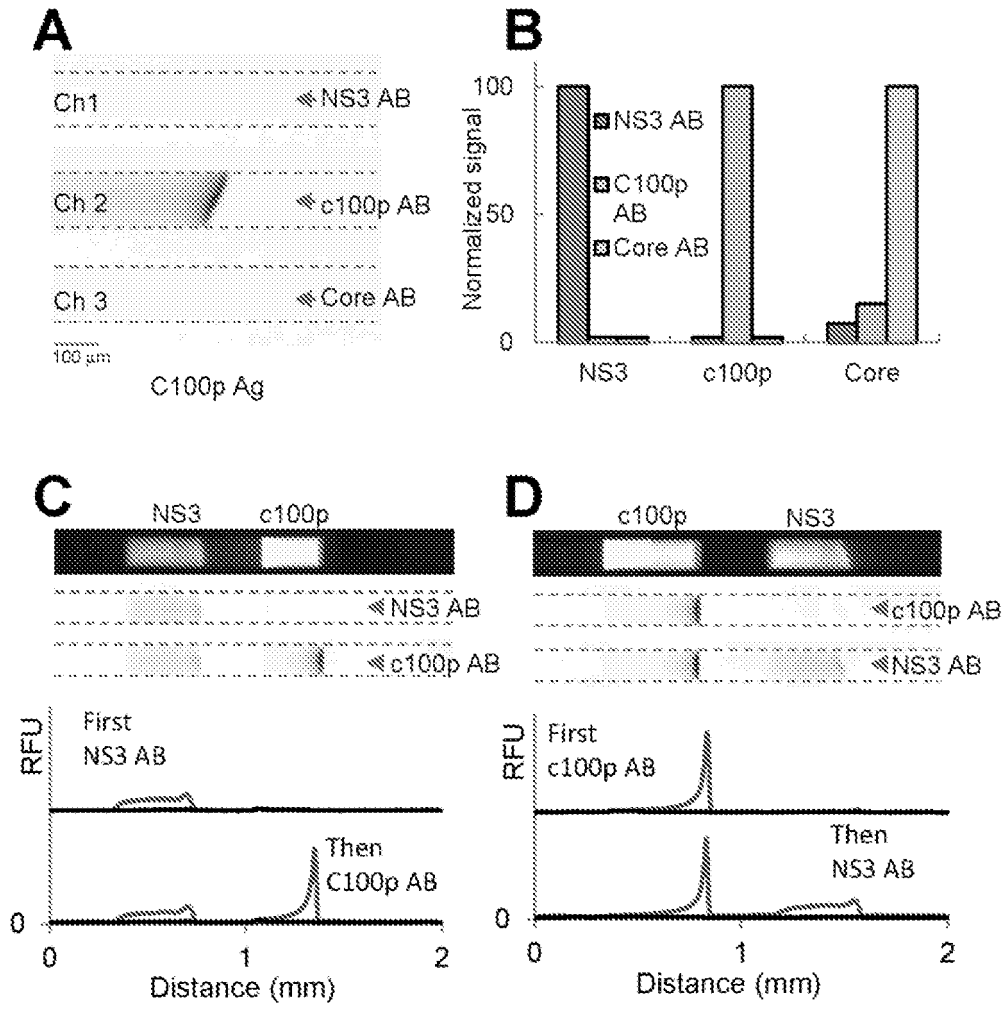 A
Ch1
NS3 AB
Ch 2
c100p AB
Ch 3
Core AB
100 µm
C100p Ag
B
Normalized signal
100
50
0
NS3 AB
C100p
AB
Core AB
NS3
c100p
Core
C
NS3
c100p
NS3 AB
c100p AB
RFU
First
NS3 AB
Then
C100p AB
0
0
1
2
Distance (mm)
D
c100p
NS3
c100p AB
NS3 AB
RFU
First
c100p AB
Then
NS3 AB
0
0
1
2
Distance (mm)